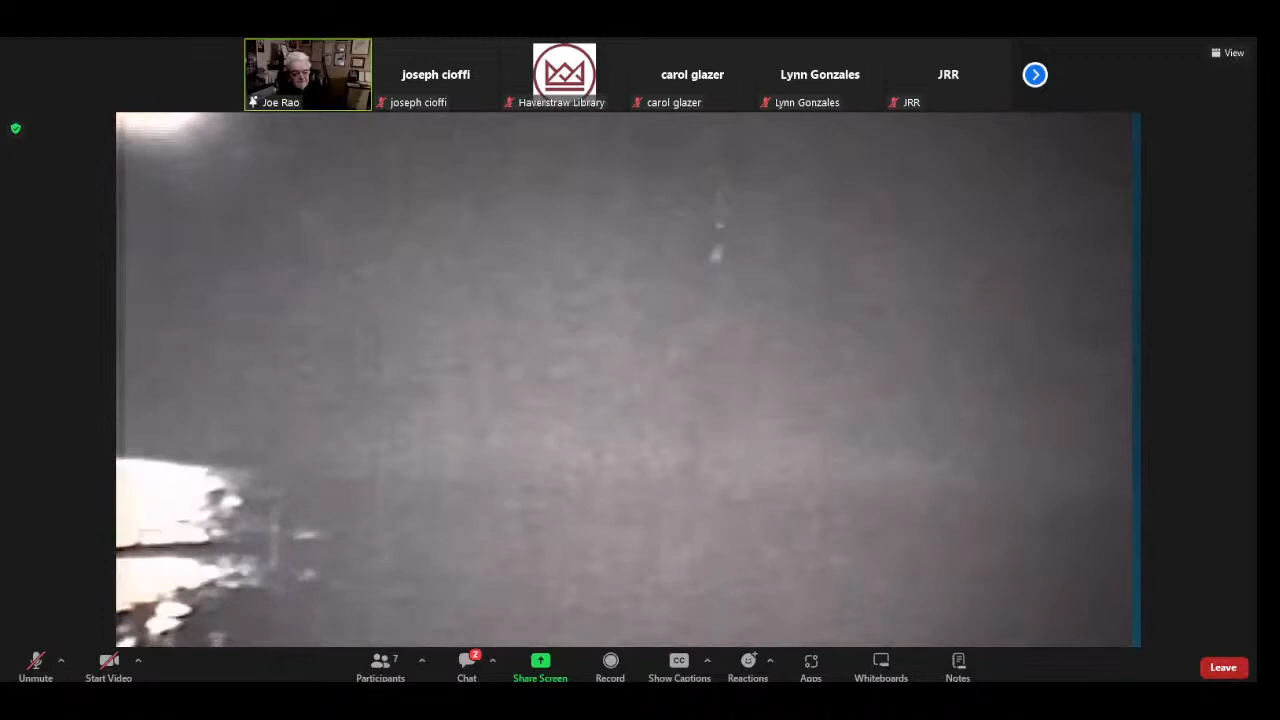 View
joseph cioffi
carol glazer
Lynn Gonzales
JRR
Joe Rao
joseph cioffi
Haverstraw Library
carol glazer
Lynn Gonzales
JRR
7
2
CC
Unmute
Start Video
Participants
Chat
Share Screen
Record
Show Captions
Reactions
Apps
Whiteboards
Notes
Leave